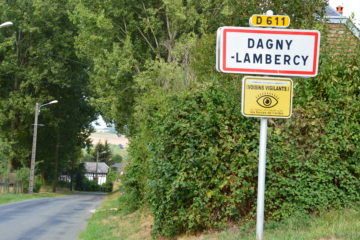 D 611
DAGNY
-LAMBERCY
VOISINS VIGILANTS